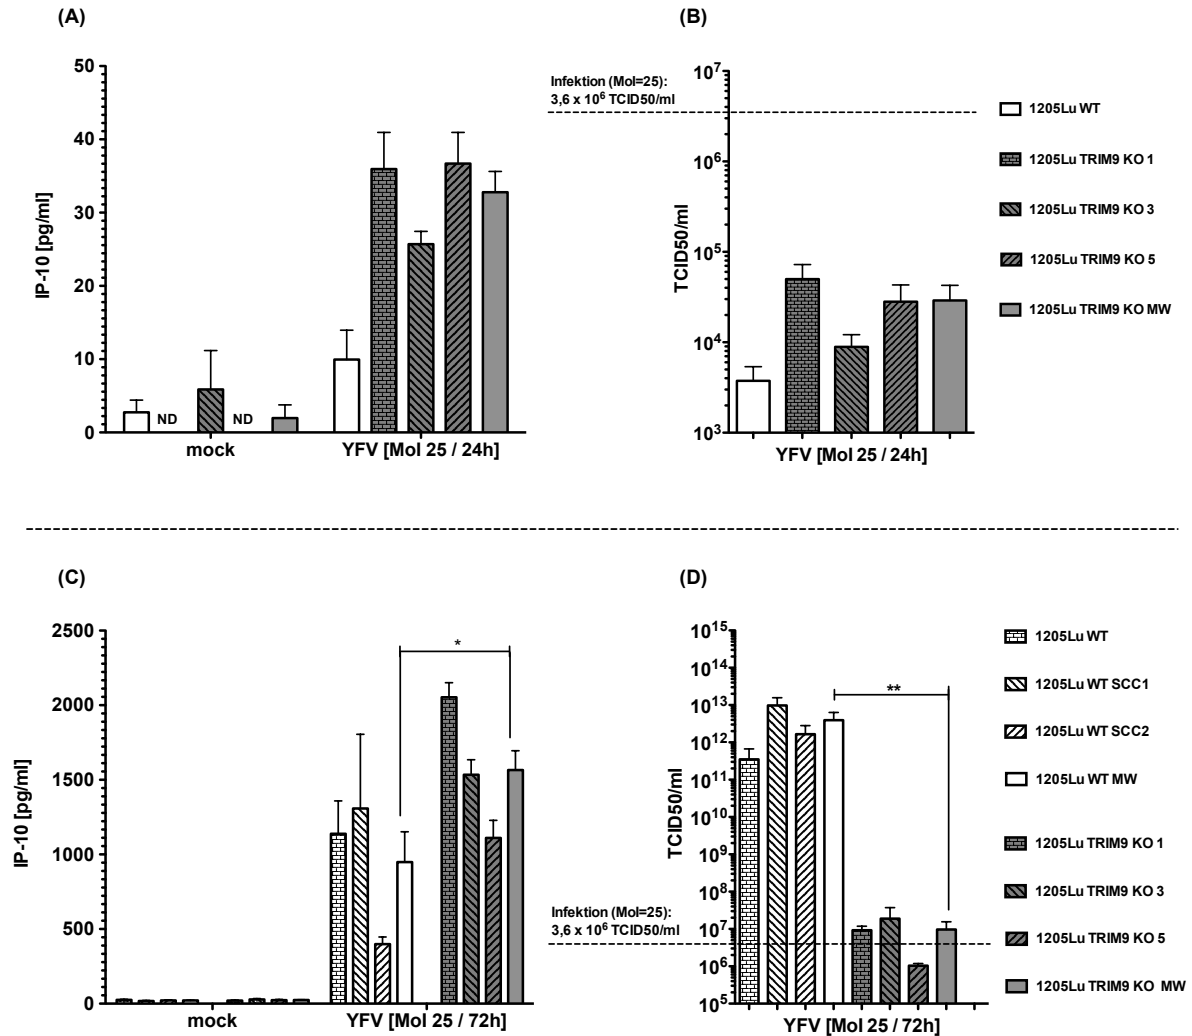 (A)
(B)
50
40
30
20
10
0
IP-10 [pg/ml]
ND
ND
mock
YFV [MoI 25 / 24h]
Infektion (MoI=25):
3,6 x 10⁶ TCID50/ml
10⁷
10⁶
10⁵
10⁴
10³
TCID50/ml
YFV [MoI 25 / 24h]
1205Lu WT
1205Lu TRIM9 KO 1
1205Lu TRIM9 KO 3
1205Lu TRIM9 KO 5
1205Lu TRIM9 KO MW
(C)
(D)
2500
2000
1500
1000
500
0
IP-10 [pg/ml]
*
mock
YFV [MoI 25 / 72h]
Infektion (MoI=25):
3,6 x 10⁶ TCID50/ml
10¹⁵
10¹⁴
10¹³
10¹²
10¹¹
10¹⁰
10⁹
10⁸
10⁷
10⁶
10⁵
TCID50/ml
**
YFV [MoI 25 / 72h]
1205Lu WT
1205Lu WT SCC1
1205Lu WT SCC2
1205Lu WT MW
1205Lu TRIM9 KO 1
1205Lu TRIM9 KO 3
1205Lu TRIM9 KO 5
1205Lu TRIM9 KO MW